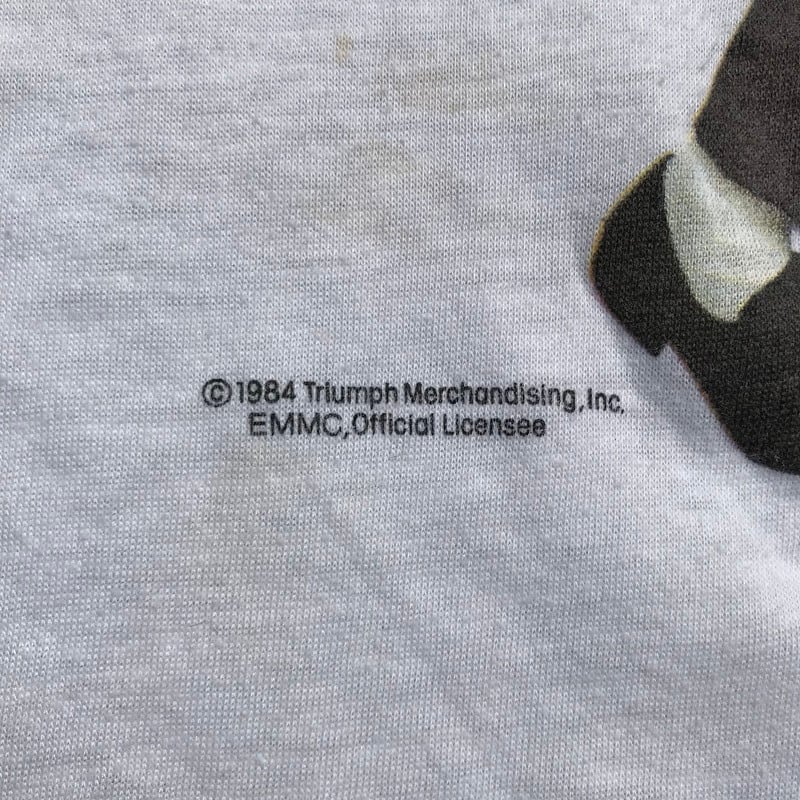 ©1984 Triumph Merchandising, Inc.
EMMC, Official Licensee